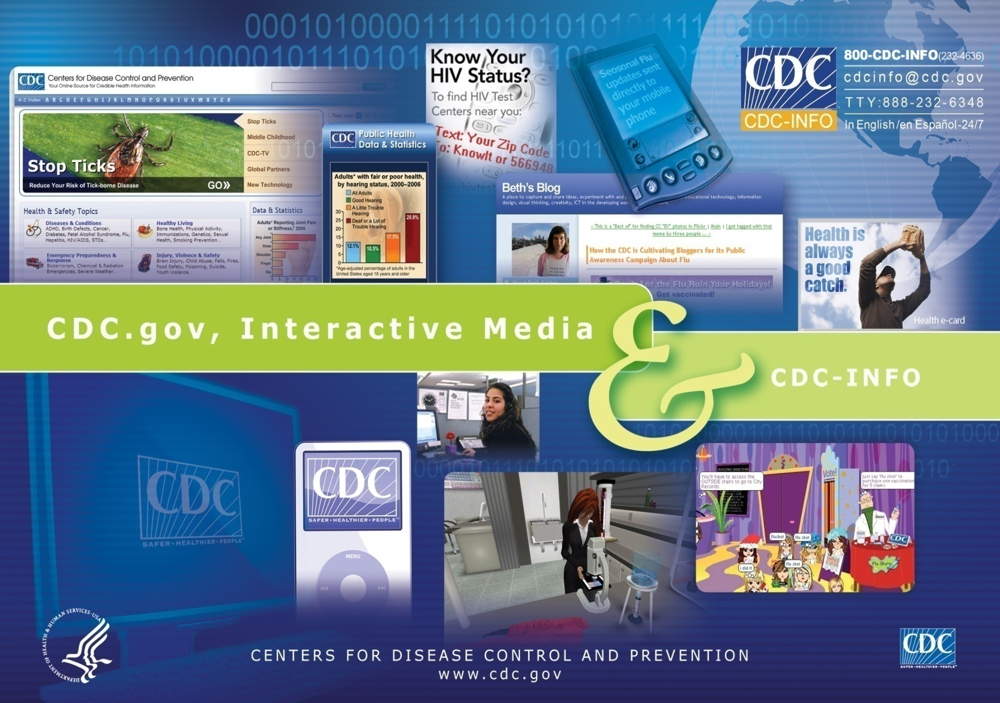 0001010000111101010101011111010101010
1010100001011101010
CDC
Centers for Disease Control and Prevention
Your Online Source for Credible Health Information
SEARCH
A-Z Index A B C D E F G H I J K L M N O P Q R S T U V W X Y Z #
Text size:
Stop Ticks
Reduce Your Risk of Tick-borne Disease
GO»
Stop Ticks
Middle Childhood
CDC-TV
Global Partners
New Technology
Health & Safety Topics
Diseases & Conditions
ADHD, Birth Defects, Cancer,
Diabetes, Fetal Alcohol Syndrome, Flu,
Hepatitis, HIV/AIDS, STDs...
Healthy Living
Bone Health, Physical Activity,
Immunizations, Genetics, Sexual
Health, Smoking Prevention...
Emergency Preparedness &
Response
Bioterrorism, Chemical & Radiation
Emergencies, Severe Weather...
Injury, Violence & Safety
Brain Injury, Child Abuse, Falls, Fires,
Food Safety, Poisoning, Suicide,
Youth Violence...
Data & Statistics
Adults* Reporting Joint Pain
or Stiffness,† 2006
Any Joint
Knee
Shoulder
Finger
Hip
0 5 10 15 20 25 30
CDC
Public Health
Data & Statistics
Adults* with fair or poor health,
by hearing status, 2000–2006
All Adults
Good Hearing
A Little Trouble
Hearing
Deaf or a Lot of
Trouble Hearing
30
25
20
15
10
5
0
12.1%
10.5%
17.5%
28.9%
*Age-adjusted percentage of adults in the
United States aged 18 years and older
Know Your
HIV Status?
To find HIV Test
Centers near you:
Text: Your Zip Code
To: KnowIt or 566948
hivtest
Seosonal Flu
updates sent
directly to
your mobile
phone
CDC
CDC-INFO
800-CDC-INFO(232-4636)
cdcinfo@cdc.gov
TTY:888-232-6348
In English/en Español-24/7
Beth's Blog
A place to capture and share ideas, experiment with and educational technology, information
design, visual thinking, creativity, ICT in the developing
« This is a "Best of" for finding CC "BY" photos in Flickr | Main | I got tagged with that
meme by three people ... »
How the CDC is Cultivating Bloggers for its Public
Awareness Campaign About Flu
Let the Flu Ruin Your Holidays!
Get vaccinated!
Health is
always
a good
catch.
Health e-card
CDC.gov, Interactive Media
&
CDC-INFO
CDC
SAFER·HEALTHIER·PEOPLE™
CDC
SAFER·HEALTHIER·PEOPLE™
MENU
BUILDING DIRECTORY
You'll have to access the
OUTSIDE stairs to go to City
Records.
Vote!
Just say 'flu shot' to
purchase one vaccination
for 5 clams.
flushot
flu shot
flu shot
i did it
CDC
Flu Shots
DEPARTMENT OF HEALTH & HUMAN SERVICES·USA
CENTERS FOR DISEASE CONTROL AND PREVENTION
www.cdc.gov
CDC
SAFER·HEALTHIER·PEOPLE™